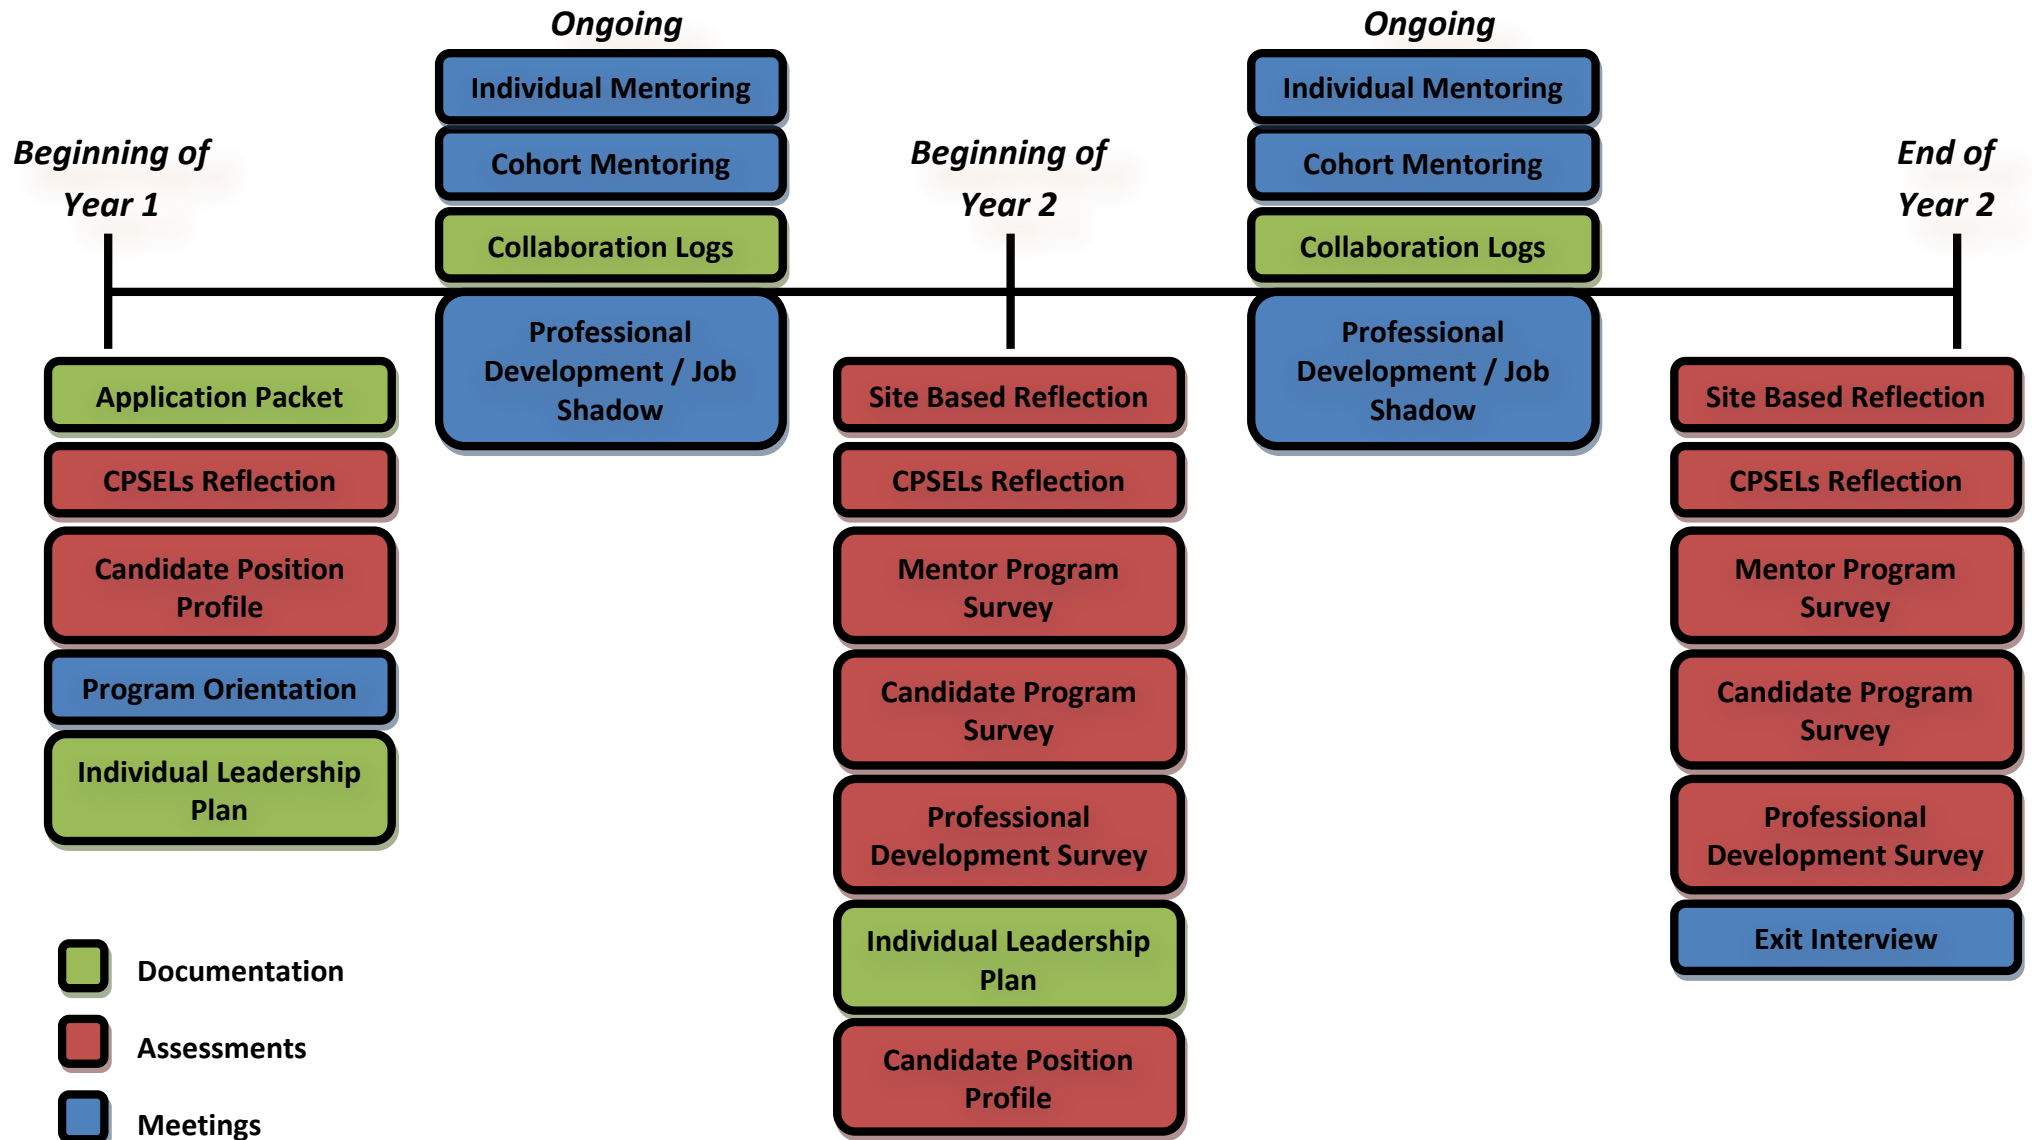 Beginning of
Year 1
Application Packet
CPSELs Reflection
Candidate Position
Profile
Program Orientation
Individual Leadership
Plan
Ongoing
Individual Mentoring
Cohort Mentoring
Collaboration Logs
Professional
Development / Job
Shadow
Beginning of
Year 2
Site Based Reflection
CPSELs Reflection
Mentor Program
Survey
Candidate Program
Survey
Professional
Development Survey
Individual Leadership
Plan
Candidate Position
Profile
Ongoing
Individual Mentoring
Cohort Mentoring
Collaboration Logs
Professional
Development / Job
Shadow
End of
Year 2
Site Based Reflection
CPSELs Reflection
Mentor Program
Survey
Candidate Program
Survey
Professional
Development Survey
Exit Interview
Documentation
Assessments
Meetings